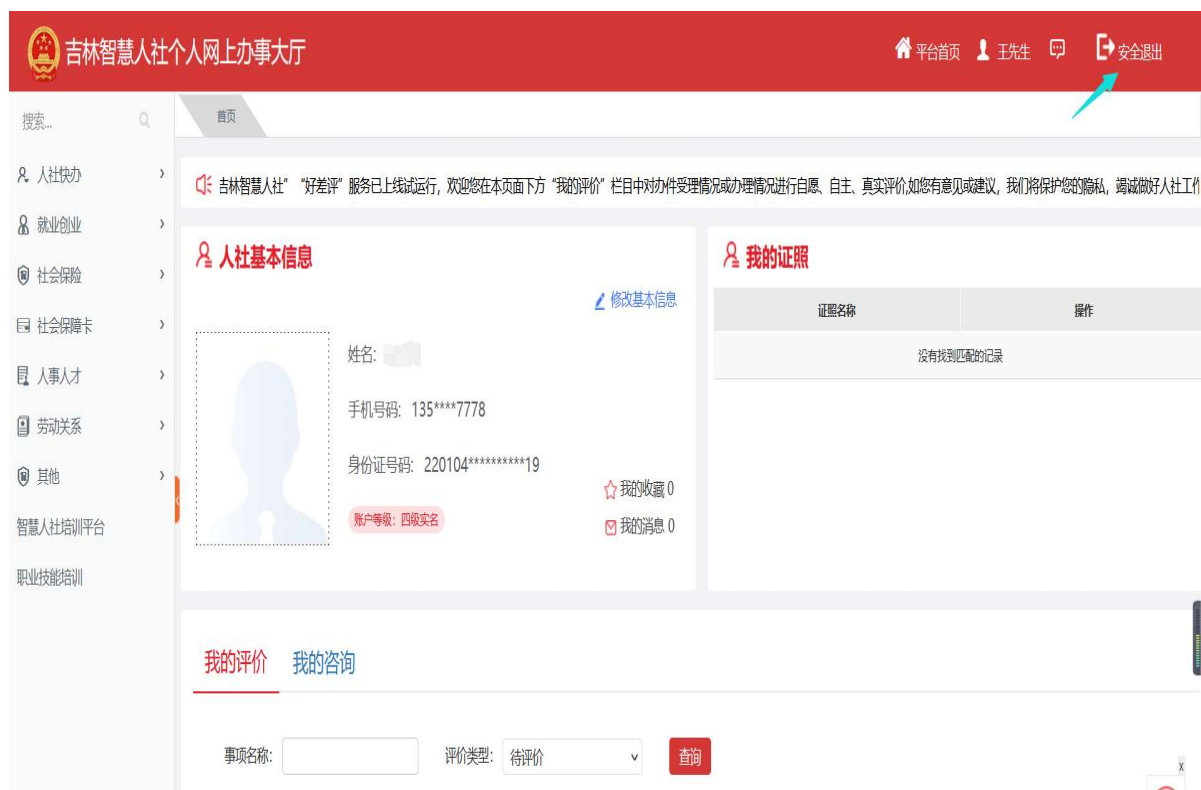 吉林智慧人社个人网上办事大厅
平台首页 王先生 安全退出
搜索...
首页
人社快办
就业创业
社会保险
社会保障卡
人事人才
劳动关系
其他
智慧人社培训平台
职业技能培训
吉林智慧人社” “好差评” 服务已上线试运行，欢迎您在本页面下方 “我的评价” 栏目中对办件受理情况或办理情况进行自愿、自主、真实评价,如您有意见或建议，我们将保护您的隐私，竭诚做好人社工作
人社基本信息
修改基本信息
姓名:
手机号码: 135****7778
身份证号码: 220104**********19
账户等级: 四级实名
我的收藏 0
我的消息 0
我的证照
证照名称 操作
没有找到匹配的记录
我的评价 我的咨询
事项名称: 评价类型: 待评价 查询
x